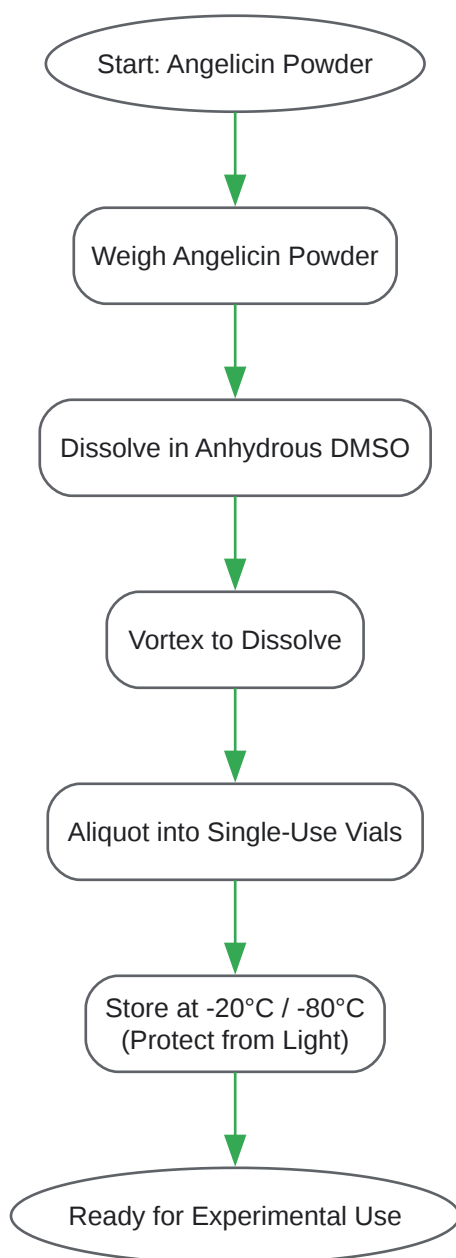 Start: Angelicin Powder
Weigh Angelicin Powder
Dissolve in Anhydrous DMSO
Vortex to Dissolve
Aliquot into Single-Use Vials
Store at -20°C / -80°C
(Protect from Light)
Ready for Experimental Use